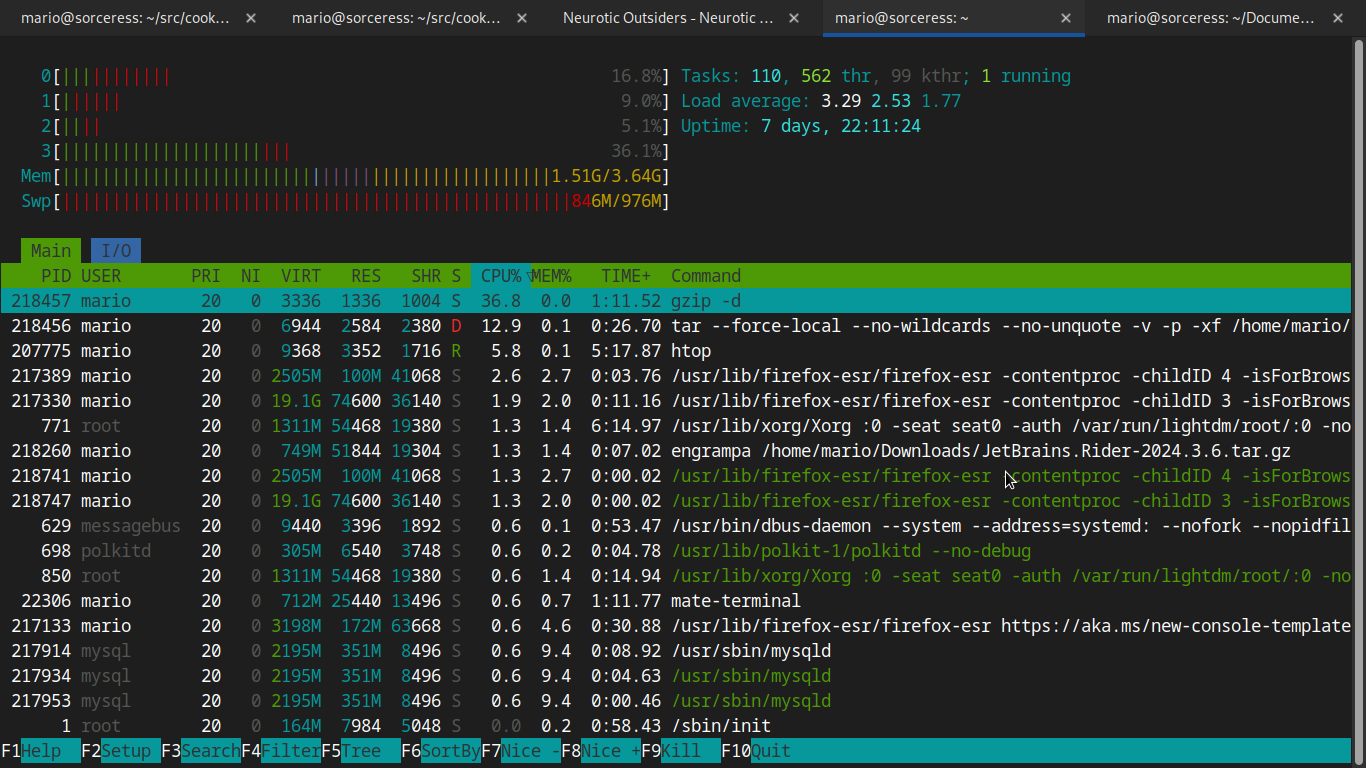 mario@sorceress: ~/src/cook… × mario@sorceress: ~/src/cook… × Neurotic Outsiders - Neurotic … × mario@sorceress: ~ × mario@sorceress: ~/Docume… ×
0[||||||||||| 16.8%] Tasks: 110, 562 thr, 99 kthr; 1 running
1[|||||| 9.0%] Load average: 3.29 2.53 1.77
2[|||| 5.1%] Uptime: 7 days, 22:11:24
3[||||||||||||||||||||||| 36.1%]
Mem[|||||||||||||||||||||||||||||||||||||||||||||||||1.51G/3.64G]
Swp[|||||||||||||||||||||||||||||||||||||||||||||||||||846M/976M]
Main I/O
PID USER PRI NI VIRT RES SHR S CPU%▽MEM% TIME+ Command
218457 mario 20 0 3336 1336 1004 S 36.8 0.0 1:11.52 gzip -d
218456 mario 20 0 6944 2584 2380 D 12.9 0.1 0:26.70 tar --force-local --no-wildcards --no-unquote -v -p -xf /home/mario/
207775 mario 20 0 9368 3352 1716 R 5.8 0.1 5:17.87 htop
217389 mario 20 0 2505M 100M 41068 S 2.6 2.7 0:03.76 /usr/lib/firefox-esr/firefox-esr -contentproc -childID 4 -isForBrows
217330 mario 20 0 19.1G 74600 36140 S 1.9 2.0 0:11.16 /usr/lib/firefox-esr/firefox-esr -contentproc -childID 3 -isForBrows
771 root 20 0 1311M 54468 19380 S 1.3 1.4 6:14.97 /usr/lib/xorg/Xorg :0 -seat seat0 -auth /var/run/lightdm/root/:0 -no
218260 mario 20 0 749M 51844 19304 S 1.3 1.4 0:07.02 engrampa /home/mario/Downloads/JetBrains.Rider-2024.3.6.tar.gz
218741 mario 20 0 2505M 100M 41068 S 1.3 2.7 0:00.02 /usr/lib/firefox-esr/firefox-esr -contentproc -childID 4 -isForBrows
218747 mario 20 0 19.1G 74600 36140 S 1.3 2.0 0:00.02 /usr/lib/firefox-esr/firefox-esr -contentproc -childID 3 -isForBrows
629 messagebus 20 0 9440 3396 1892 S 0.6 0.1 0:53.47 /usr/bin/dbus-daemon --system --address=systemd: --nofork --nopidfil
698 polkitd 20 0 305M 6540 3748 S 0.6 0.2 0:04.78 /usr/lib/polkit-1/polkitd --no-debug
850 root 20 0 1311M 54468 19380 S 0.6 1.4 0:14.94 /usr/lib/xorg/Xorg :0 -seat seat0 -auth /var/run/lightdm/root/:0 -no
22306 mario 20 0 712M 25440 13496 S 0.6 0.7 1:11.77 mate-terminal
217133 mario 20 0 3198M 172M 63668 S 0.6 4.6 0:30.88 /usr/lib/firefox-esr/firefox-esr https://aka.ms/new-console-template
217914 mysql 20 0 2195M 351M 8496 S 0.6 9.4 0:08.92 /usr/sbin/mysqld
217934 mysql 20 0 2195M 351M 8496 S 0.6 9.4 0:04.63 /usr/sbin/mysqld
217953 mysql 20 0 2195M 351M 8496 S 0.6 9.4 0:00.46 /usr/sbin/mysqld
1 root 20 0 164M 7984 5048 S 0.0 0.2 0:58.43 /sbin/init
F1Help F2Setup F3SearchF4FilterF5Tree F6SortByF7Nice -F8Nice +F9Kill F10Quit